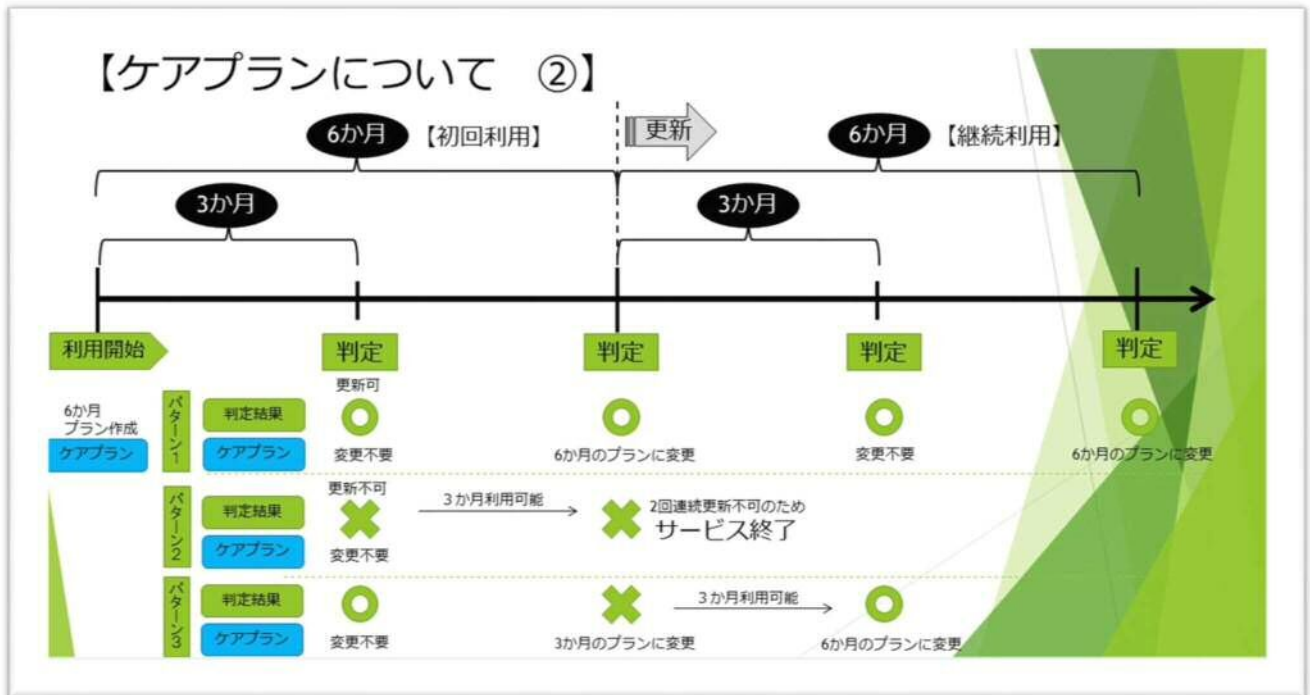 【ケアプランについて ②】
6か月 【初回利用】
更新
6か月 【継続利用】
3か月
3か月
利用開始
判定
判定
判定
判定
6か月
プラン作成
ケアプラン
パターン1
判定結果
ケアプラン
更新可
変更不要
6か月のプランに変更
変更不要
6か月のプランに変更
パターン2
判定結果
ケアプラン
更新不可
変更不要
3か月利用可能
2回連続更新不可のため
サービス終了
パターン3
判定結果
ケアプラン
変更不要
3か月のプランに変更
3か月利用可能
6か月のプランに変更